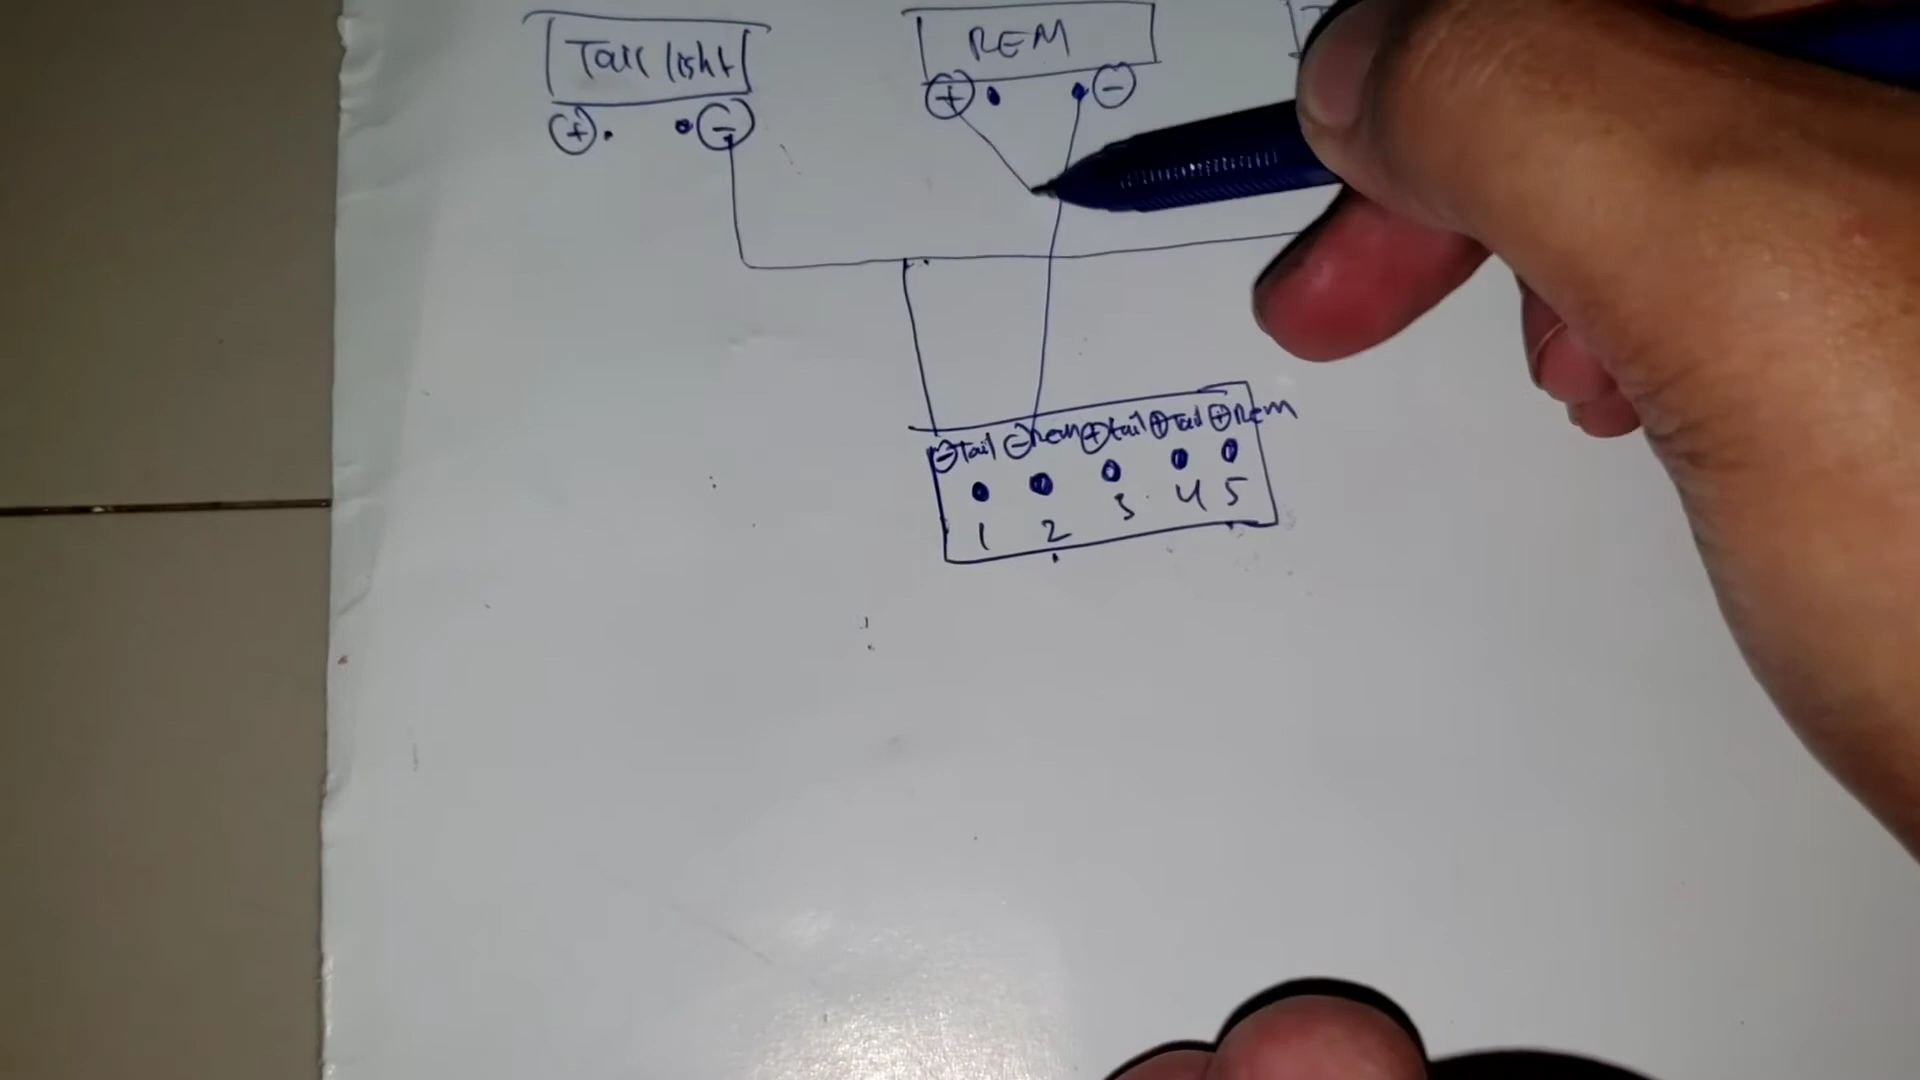 Tail light
REM
+ -
+ -
- Tail - Rem + tail + Tail + Rem
1 2 3 4 5